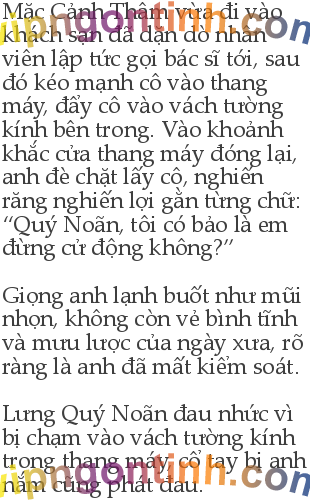 Mặc Cảnh Thâm vừa đi vào
khách sạn đã dặn dò nhân
viên lập tức gọi bác sĩ tới, sau
đó kéo mạnh cô vào thang
máy, đẩy cô vào vách tường
kính bên trong. Vào khoảnh
khắc cửa thang máy đóng lại,
anh đè chặt lấy cô, nghiến
răng nghiến lợi gằn từng chữ:
“Quý Noãn, tôi có bảo là em
đừng cử động không?”
Giọng anh lạnh buốt như mũi
nhọn, không còn vẻ bình tĩnh
và mưu lược của ngày xưa, rõ
ràng là anh đã mất kiểm soát.
Lưng Quý Noãn đau nhức vì
bị chạm vào vách tường kính
trong thang máy, cổ tay bị anh
nắm cũng phát đau.
vipngontinh.com
vipngontinh.com